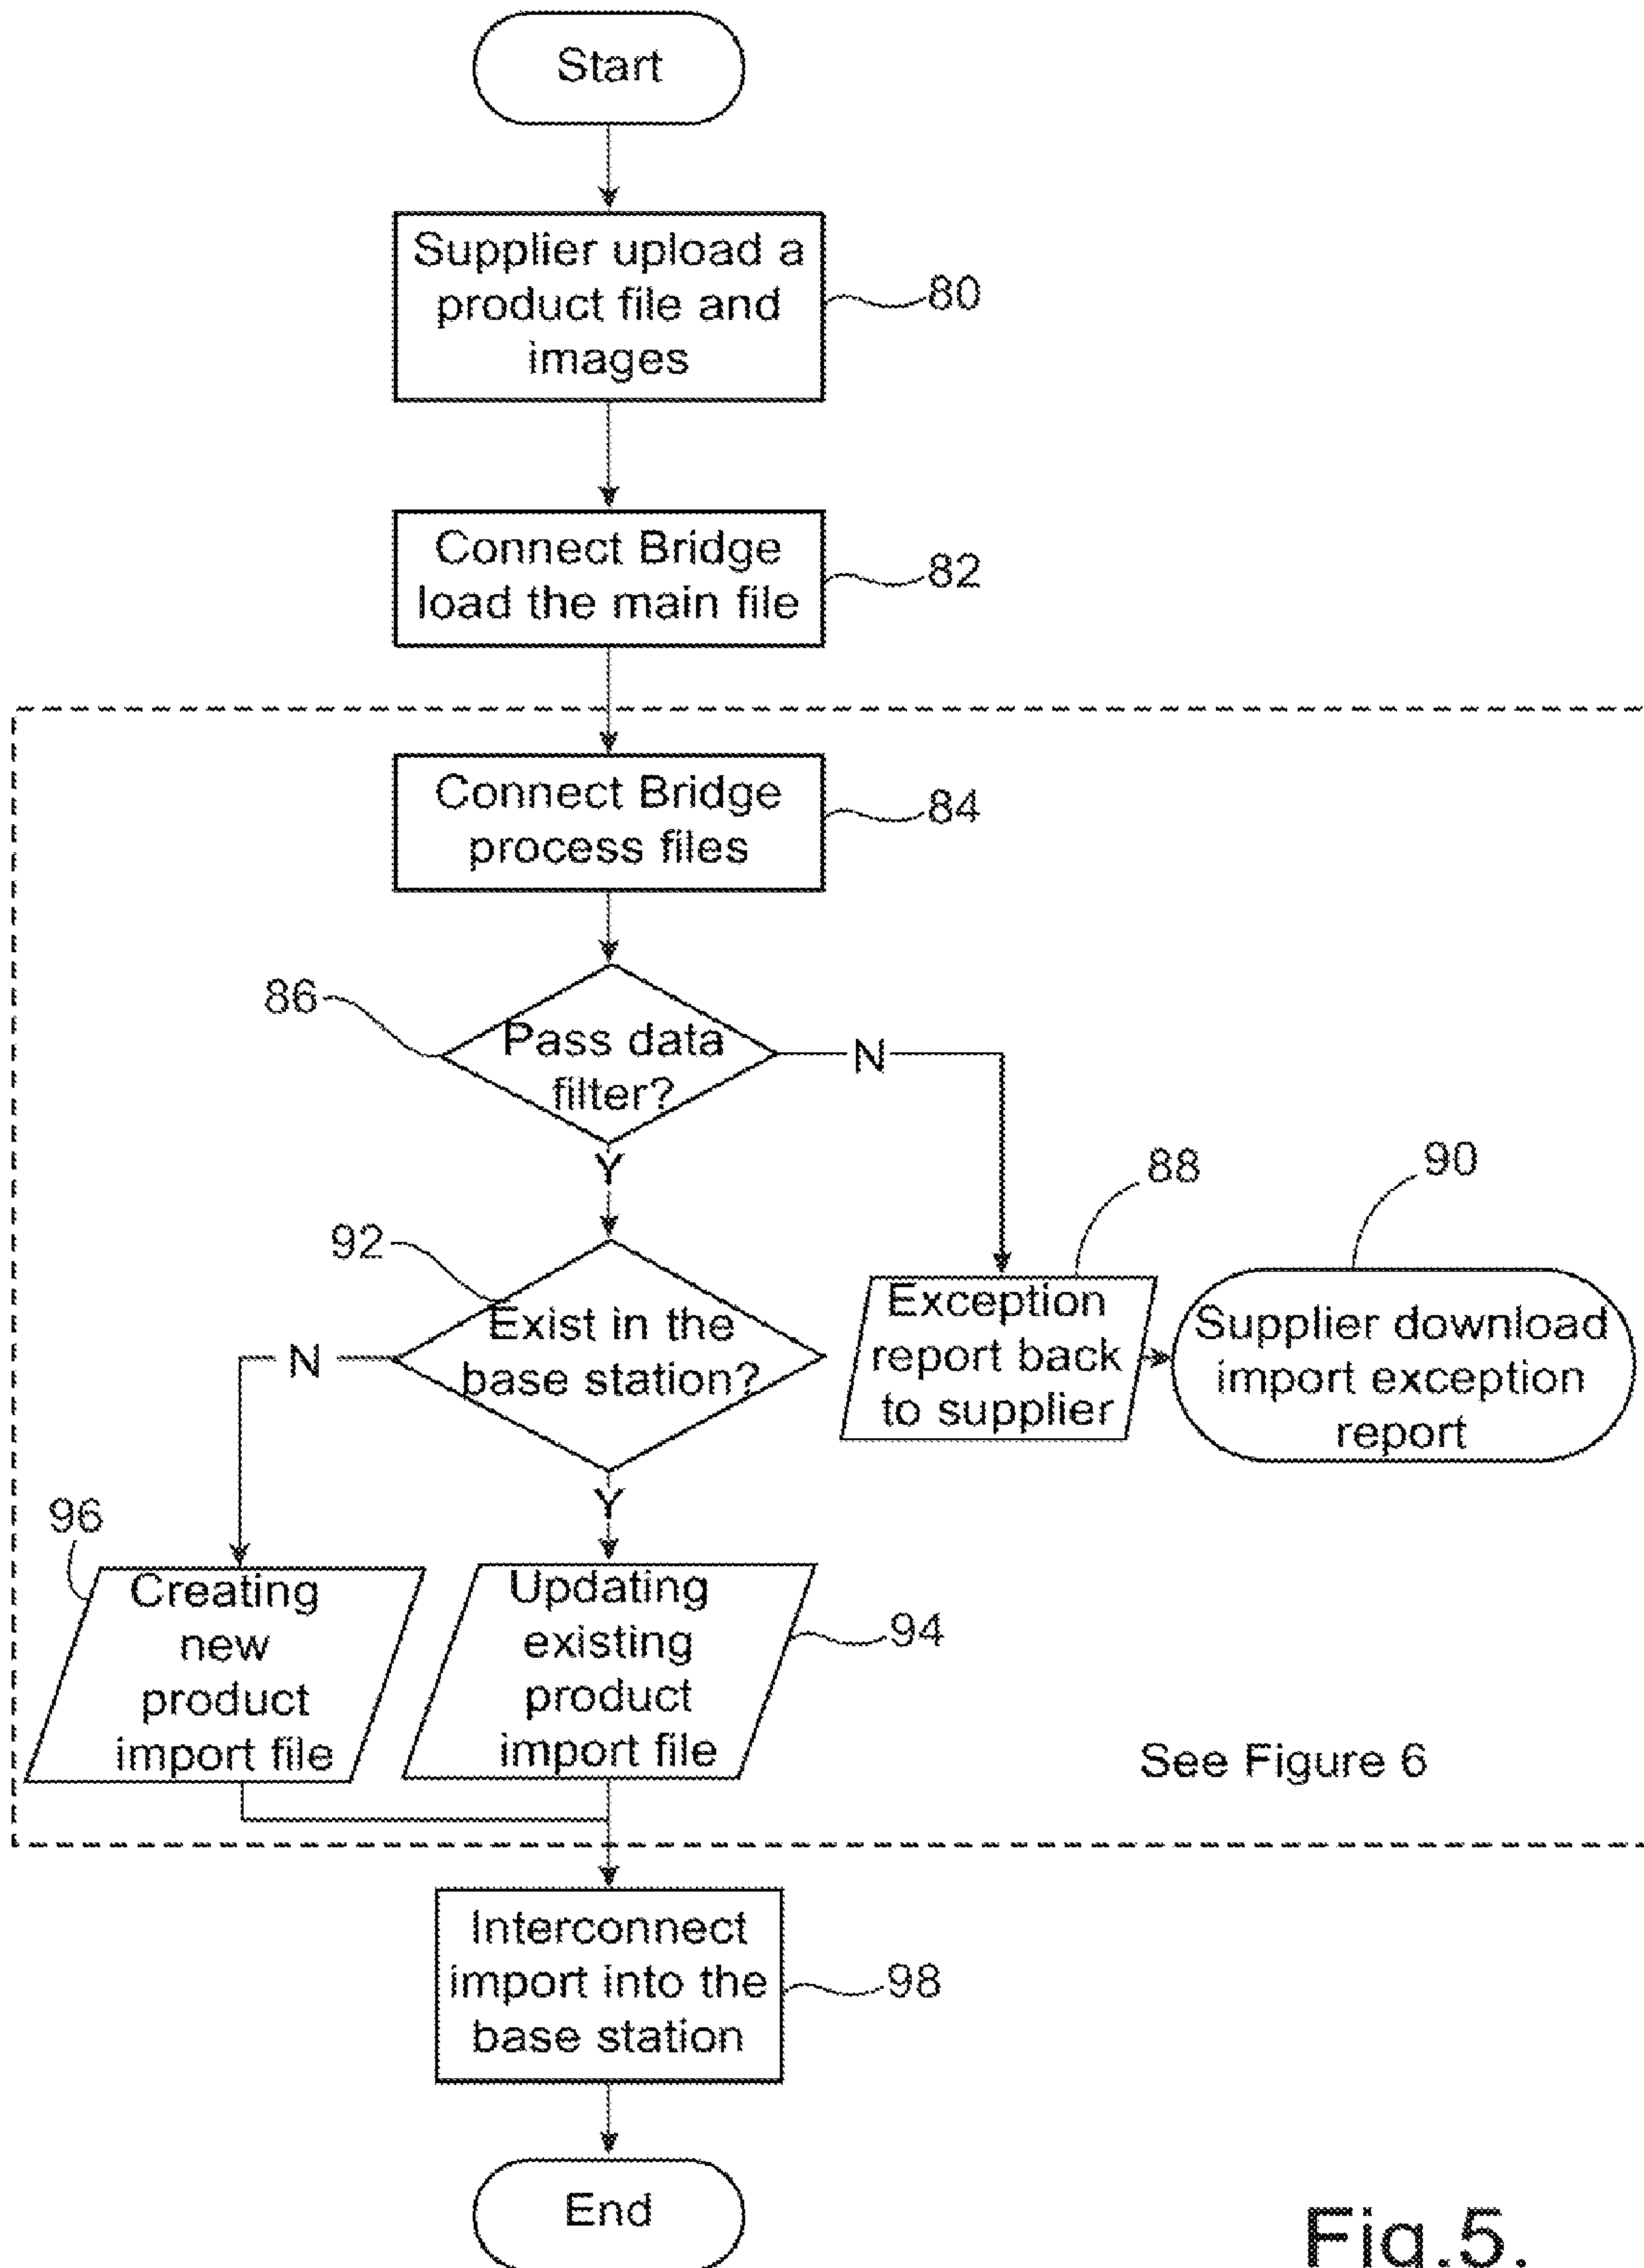 Start
Supplier upload a
product file and
images
80
Connect Bridge
load the main file
82
Connect Bridge
process files
84
86
Pass data
filter?
N
Y
88
90
92
Exist in the
base station?
N
Exception
report back
to supplier
Supplier download
import exception
report
Y
96
Creating
new
product
import file
Updating
existing
product
import file
94
See Figure 6
Interconnect
import into the
base station
98
End
Fig.5.